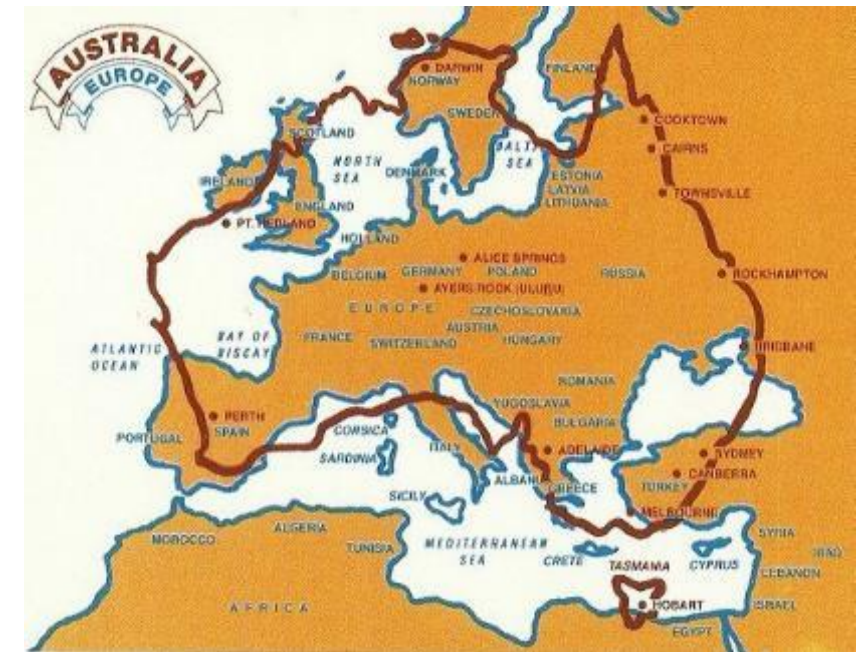 AUSTRALIA
EUROPE
DARWIN
NORWAY
FINLAND
SWEDEN
COOKTOWN
SCOTLAND
CAIRNS
NORTH
SEA
BALTIC
SEA
DENMARK
ESTONIA
LATVIA
LITHUANIA
IRELAND
TOWNSVILLE
ENGLAND
PT. HEDLAND
HOLLAND
ALICE SPRINGS
BELGIUM
GERMANY
POLAND
RUSSIA
ROCKHAMPTON
AYERS ROCK (ULURU)
EUROPE
CZECHOSLOVAKIA
AUSTRIA
FRANCE
SWITZERLAND
HUNGARY
BRISBANE
ATLANTIC
OCEAN
BAY OF
BISCAY
ROMANIA
YUGOSLAVIA
BULGARIA
PERTH
SPAIN
PORTUGAL
CORSICA
SARDINIA
ITALY
ADELAIDE
SYDNEY
CANBERRA
ALBANIA
GREECE
TURKEY
SICILY
MELBOURNE
MOROCCO
ALGERIA
TUNISIA
MEDITERRANEAN
SEA
CRETE
TASMANIA
CYPRUS
SYRIA
IRAQ
LEBANON
AFRICA
HOBART
ISRAEL
EGYPT